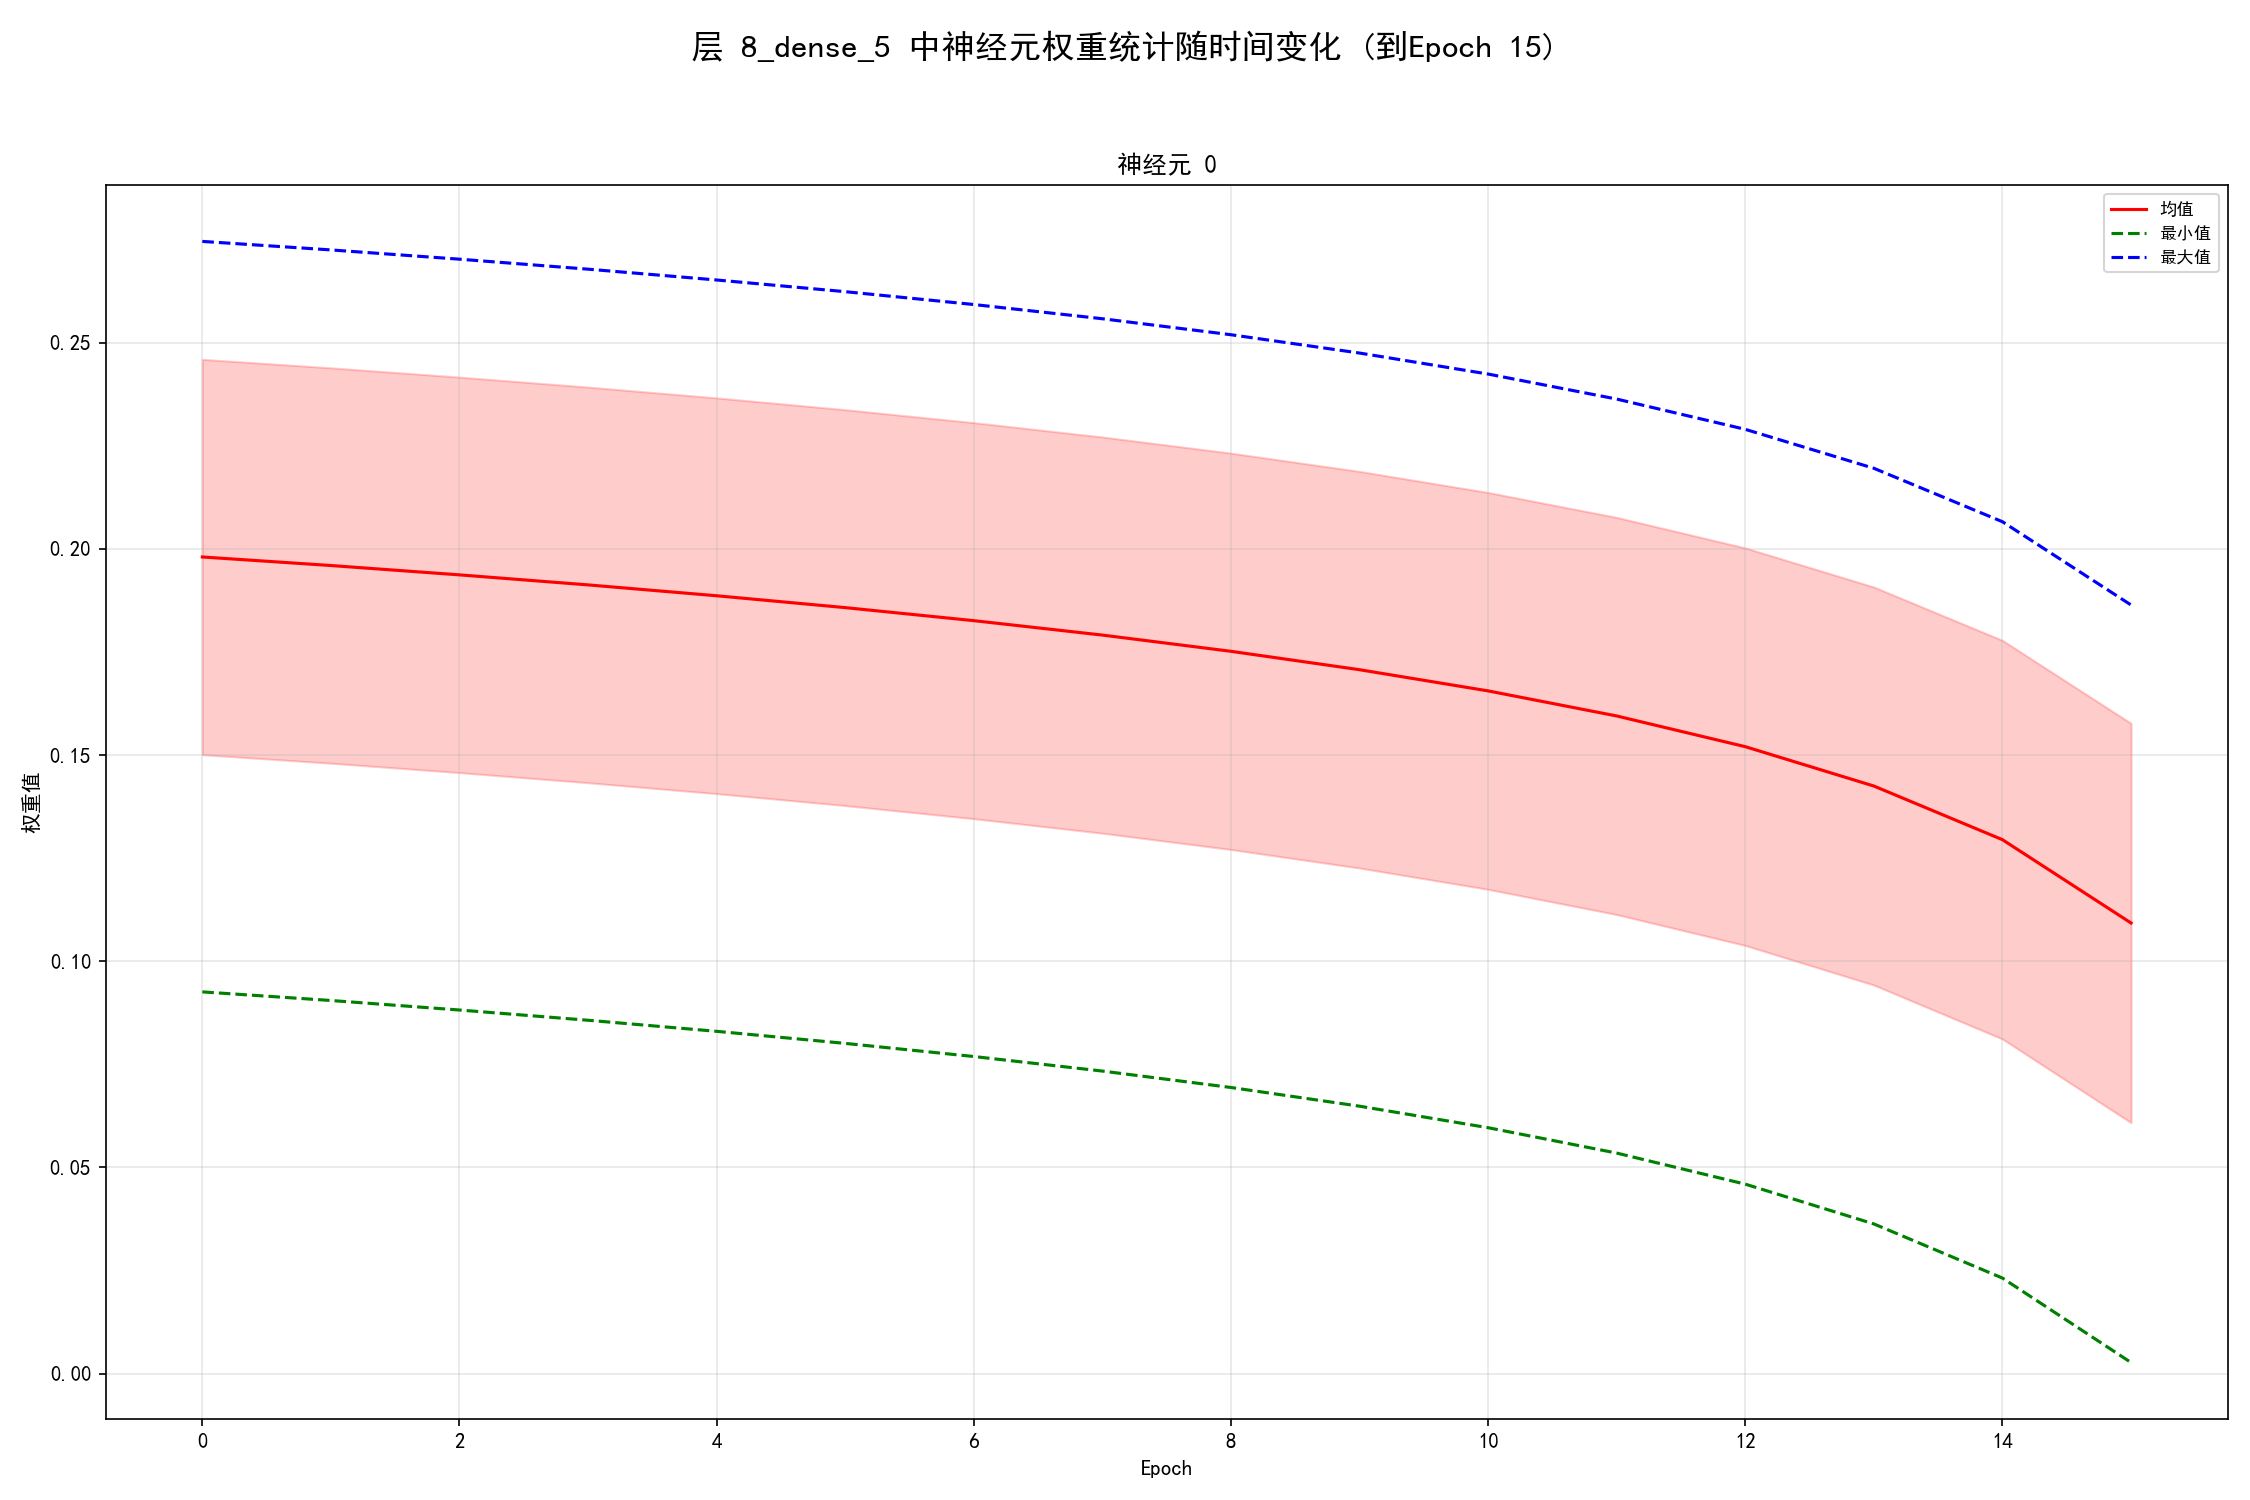 层 8_dense_5 中神经元权重统计随时间变化 (到Epoch 15)
神经元 0
均值
最小值
最大值
0.25
0.20
0.15
0.10
0.05
0.00
权重值
0 2 4 6 8 10 12 14
Epoch